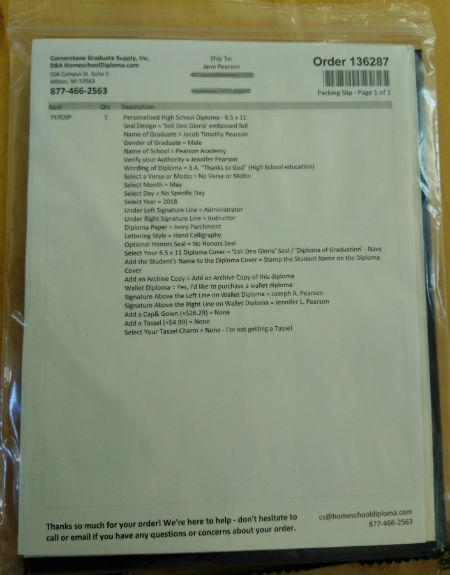 Cornerstone Graduate Supply, Inc.
DBA HomeschoolDiploma.com
508 Campus St. Suite 5
Milton, WI 53563
877-466-2563
Ship To:
Jenn Pearson
Order 136287
Packing Slip - Page 1 of 1
Item Qty Description
PERDIP 1 Personalized High School Diploma - 8.5 x 11
Seal Design = 'Soli Deo Gloria' embossed foil
Name of Graduate = Jacob Timothy Pearson
Gender of Graduate = Male
Name of School = Pearson Academy
Verify your Authority = Jennifer Pearson
Wording of Diploma = 3 A. "Thanks to God" (High School education)
Select a Verse or Motto = No Verse or Motto
Select Month = May
Select Day = No Specific Day
Select Year = 2018
Under Left Signature Line = Administrator
Under Right Signature Line = Instructor
Diploma Paper = Ivory Parchment
Lettering Style = Hand Calligraphy
Optional Honors Seal = No Honors Seal
Select Your 8.5 x 11 Diploma Cover = 'Soli Deo Gloria' Seal / 'Diploma of Graduation' - Navy
Add the Student's Name to the Diploma Cover = Stamp the Student Name on the Diploma
Cover
Add an Archive Copy = Add an Archive Copy of this diploma
Wallet Diploma = Yes, I'd like to purchase a wallet diploma
Signature Above the Left Line on Wallet Diploma = Joseph A. Pearson
Signature Above the Right Line on Wallet Diploma = Jennifer L. Pearson
Add a Cap& Gown (+$26.29) = None
Add a Tassel (+$4.99) = None
Select Your Tassel Charm = None - I'm not getting a Tassel
Thanks so much for your order! We're here to help - don't hesitate to
call or email if you have any questions or concerns about your order.
cs@homeschooldiploma.com
877-466-2563